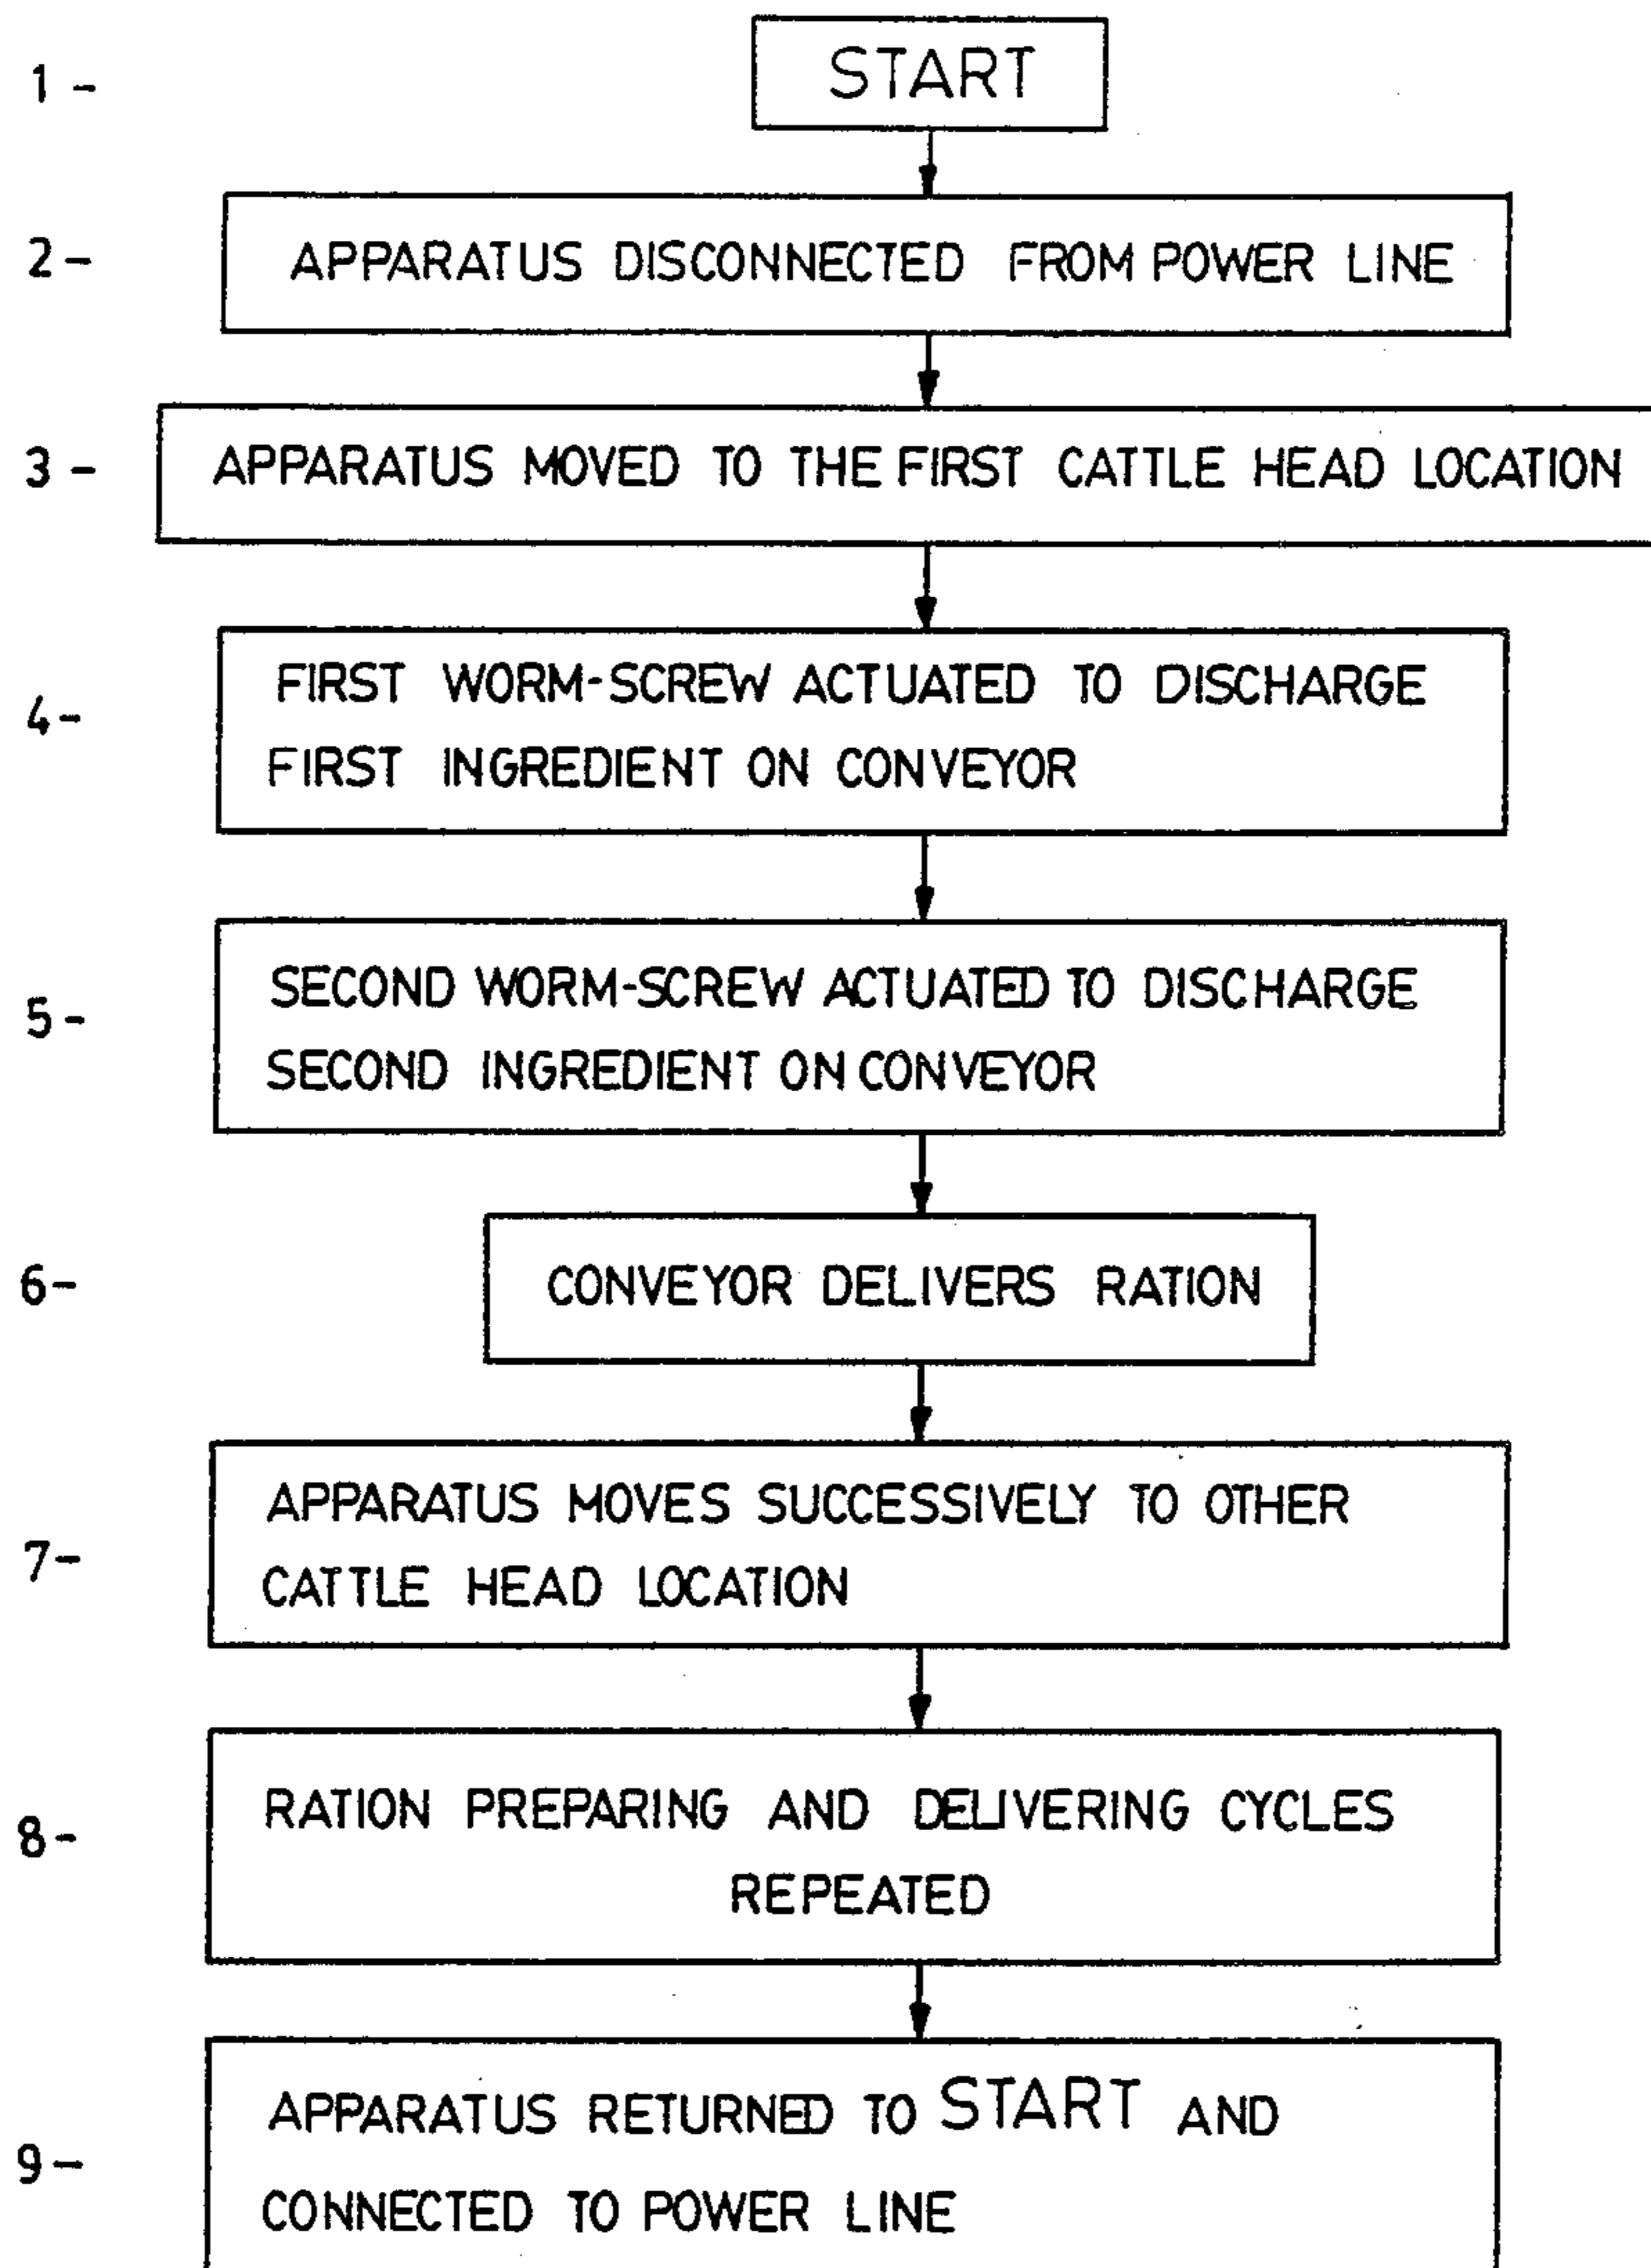 1 - START
2 - APPARATUS DISCONNECTED FROM POWER LINE
3 - APPARATUS MOVED TO THE FIRST CATTLE HEAD LOCATION
4 - FIRST WORM-SCREW ACTUATED TO DISCHARGE
FIRST INGREDIENT ON CONVEYOR
5 - SECOND WORM-SCREW ACTUATED TO DISCHARGE
SECOND INGREDIENT ON CONVEYOR
6 - CONVEYOR DELIVERS RATION
7 - APPARATUS MOVES SUCCESSIVELY TO OTHER
CATTLE HEAD LOCATION
8 - RATION PREPARING AND DELIVERING CYCLES
REPEATED
9 - APPARATUS RETURNED TO START AND
CONNECTED TO POWER LINE